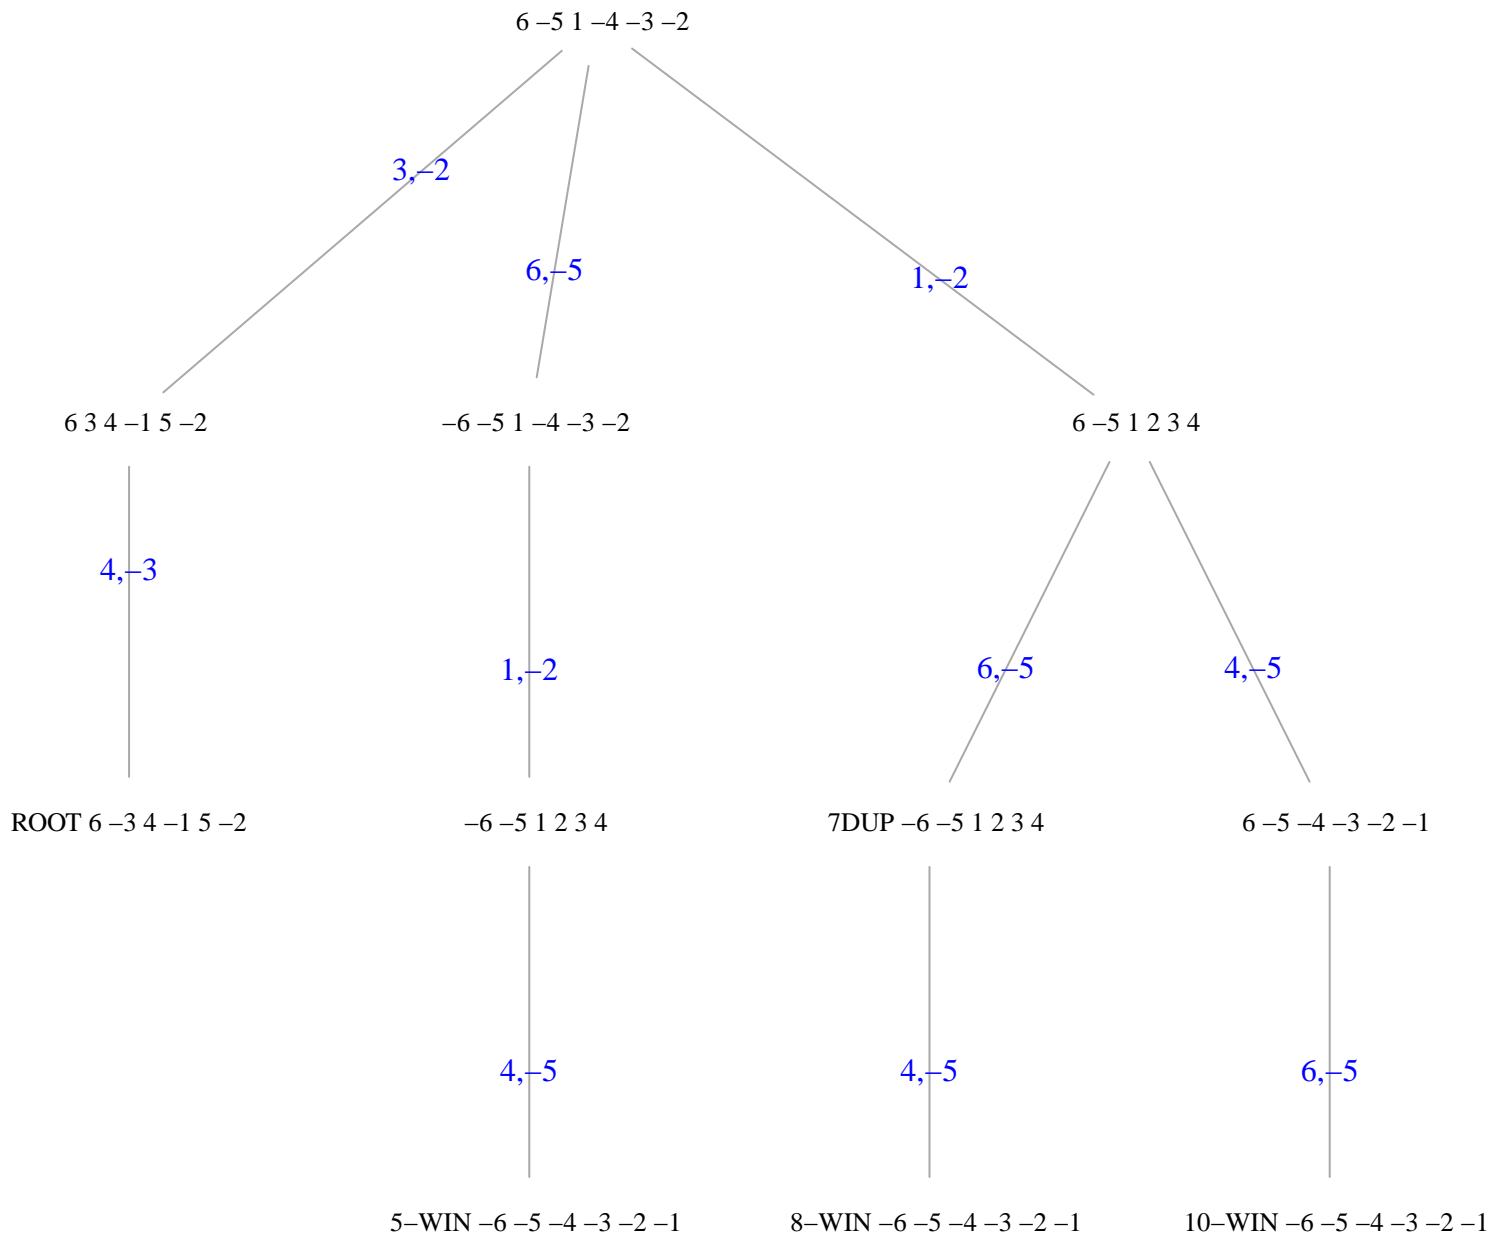 6 –5 1 –4 –3 –2
3,–2
6,–5
1,–2
6 3 4 –1 5 –2
–6 –5 1 –4 –3 –2
6 –5 1 2 3 4
4,–3
1,–2
6,–5
4,–5
ROOT 6 –3 4 –1 5 –2
–6 –5 1 2 3 4
7DUP –6 –5 1 2 3 4
6 –5 –4 –3 –2 –1
4,–5
4,–5
6,–5
5–WIN –6 –5 –4 –3 –2 –1
8–WIN –6 –5 –4 –3 –2 –1
10–WIN –6 –5 –4 –3 –2 –1